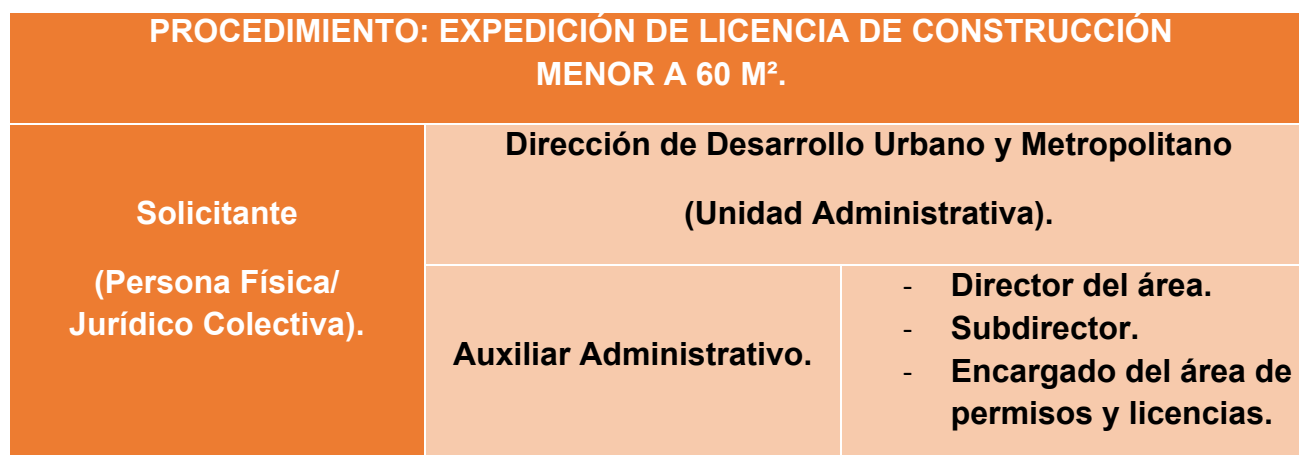 PROCEDIMIENTO: EXPEDICIÓN DE LICENCIA DE CONSTRUCCIÓN
MENOR A 60 M².
Solicitante
(Persona Física/
Jurídico Colectiva).
Dirección de Desarrollo Urbano y Metropolitano
(Unidad Administrativa).
Auxiliar Administrativo.
- Director del área.
- Subdirector.
- Encargado del área de
permisos y licencias.